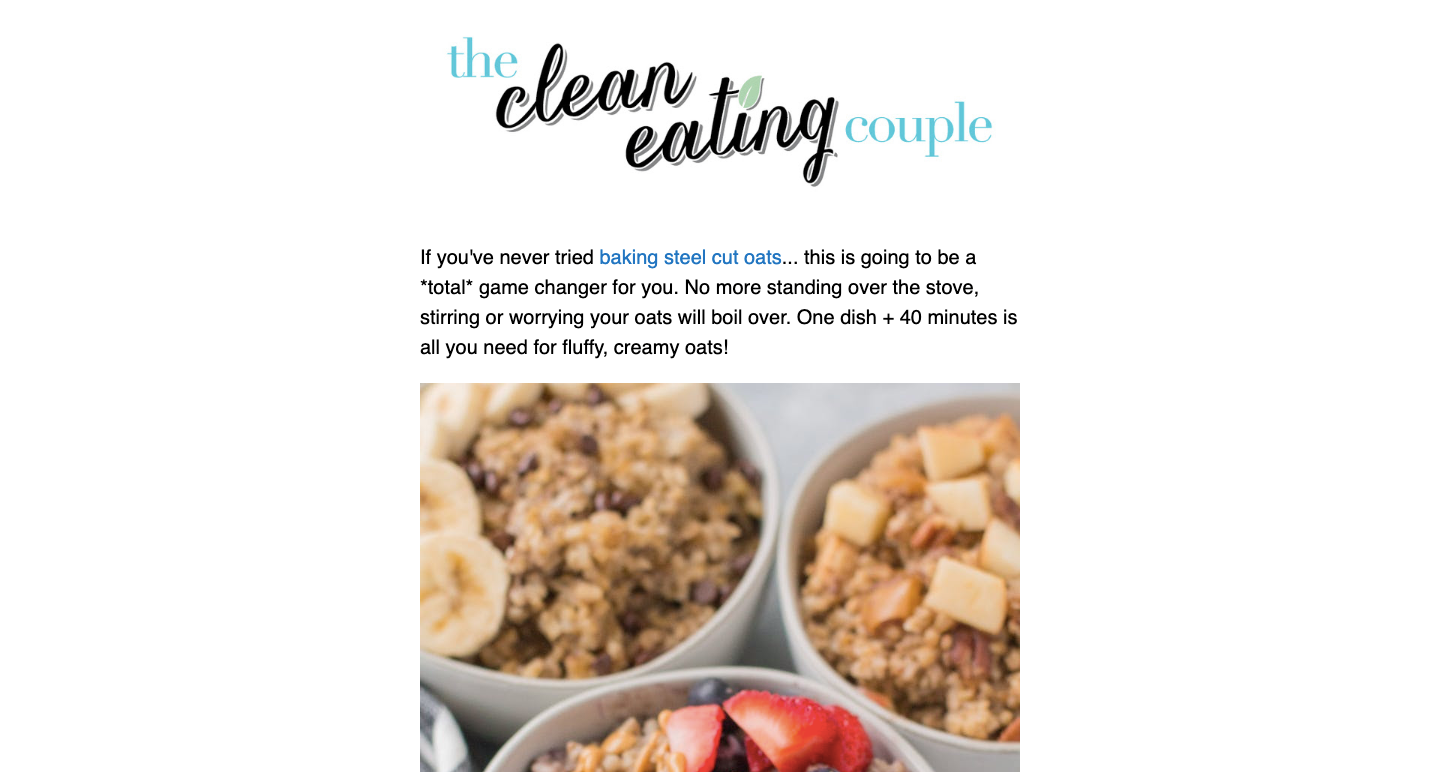 the clean eating couple
If you've never tried baking steel cut oats... this is going to be a
*total* game changer for you. No more standing over the stove,
stirring or worrying your oats will boil over. One dish + 40 minutes is
all you need for fluffy, creamy oats!